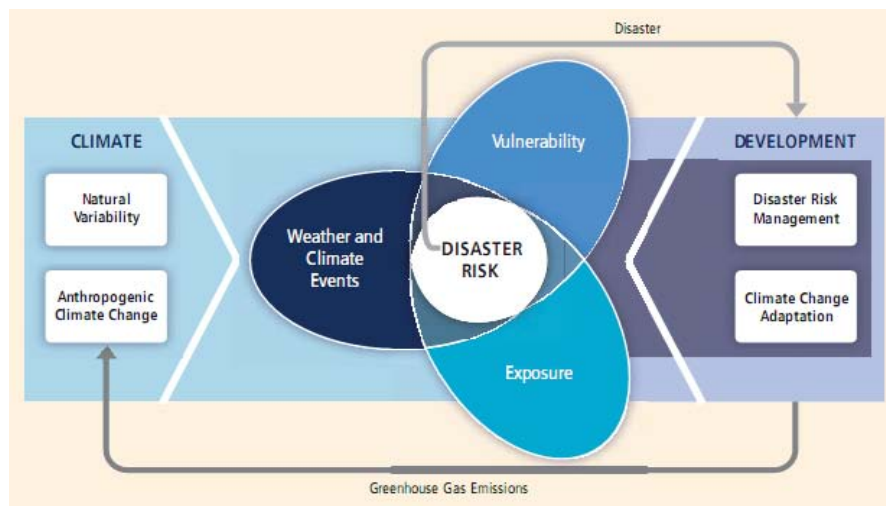 Disaster
CLIMATE
Natural
Variability
Anthropogenic
Climate Change
Vulnerability
Weather and
Climate
Events
DISASTER
RISK
Exposure
DEVELOPMENT
Disaster Risk
Management
Climate Change
Adaptation
Greenhouse Gas Emissions